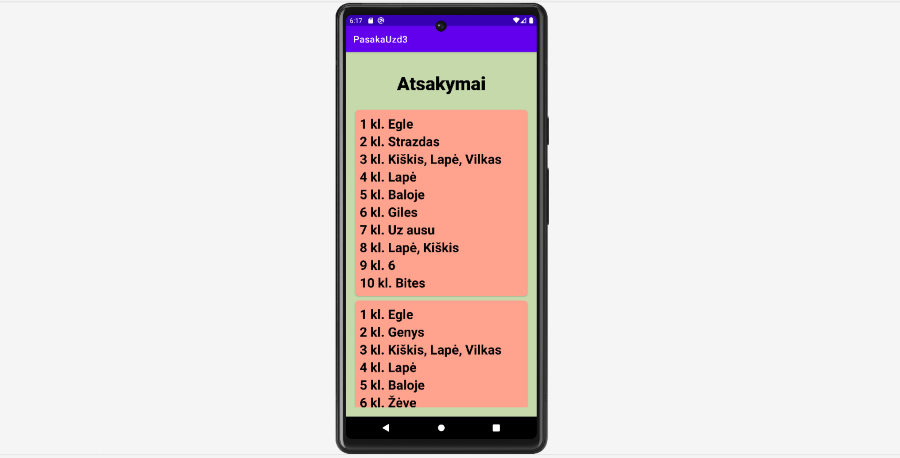 6:17
PasakaUzd3
Atsakymai
1 kl. Egle
2 kl. Strazdas
3 kl. Kiškis, Lapė, Vilkas
4 kl. Lapė
5 kl. Baloje
6 kl. Giles
7 kl. Uz ausu
8 kl. Lapė, Kiškis
9 kl. 6
10 kl. Bites
1 kl. Egle
2 kl. Genys
3 kl. Kiškis, Lapė, Vilkas
4 kl. Lapė
5 kl. Baloje
6 kl. Žėve